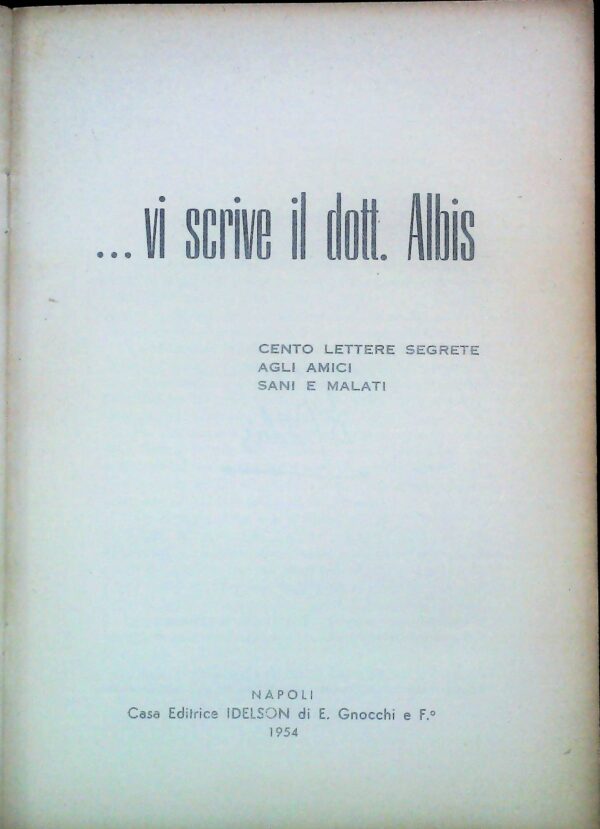 ... vi scrive il dott. Albis
CENTO LETTERE SEGRETE
AGLI AMICI
SANI E MALATI
NAPOLI
Casa Editrice IDELSON di E. Gnocchi e F.º
1954